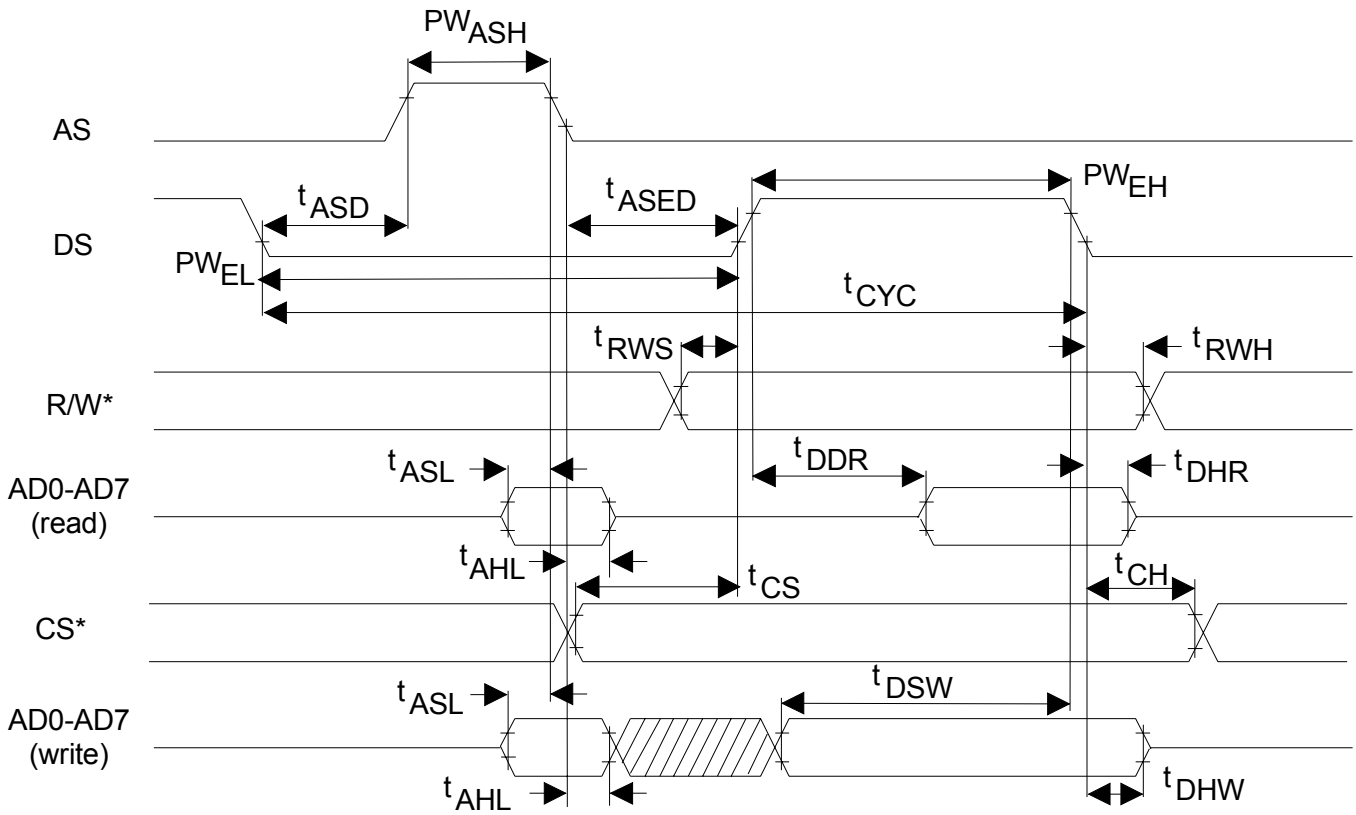 PWASH
AS
tASD
tASED
PWEH
DS
PWEL
tCYC
tRWS
tRWH
R/W*
tASL
tDDR
tDHR
AD0-AD7
(read)
tAHL
tCS
tCH
CS*
tASL
tDSW
AD0-AD7
(write)
tAHL
tDHW